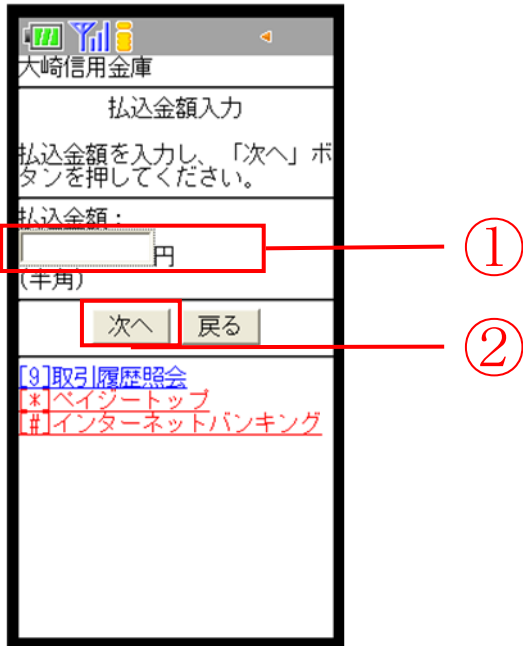 大崎信用金庫
払込金額入力
払込金額を入力し、「次へ」ボ
タンを押してください。
払込金額：
円
①
(半角)
次へ 戻る
②
[9]取引履歴照会
[*]ペイジートップ
[#]インターネットバンキング